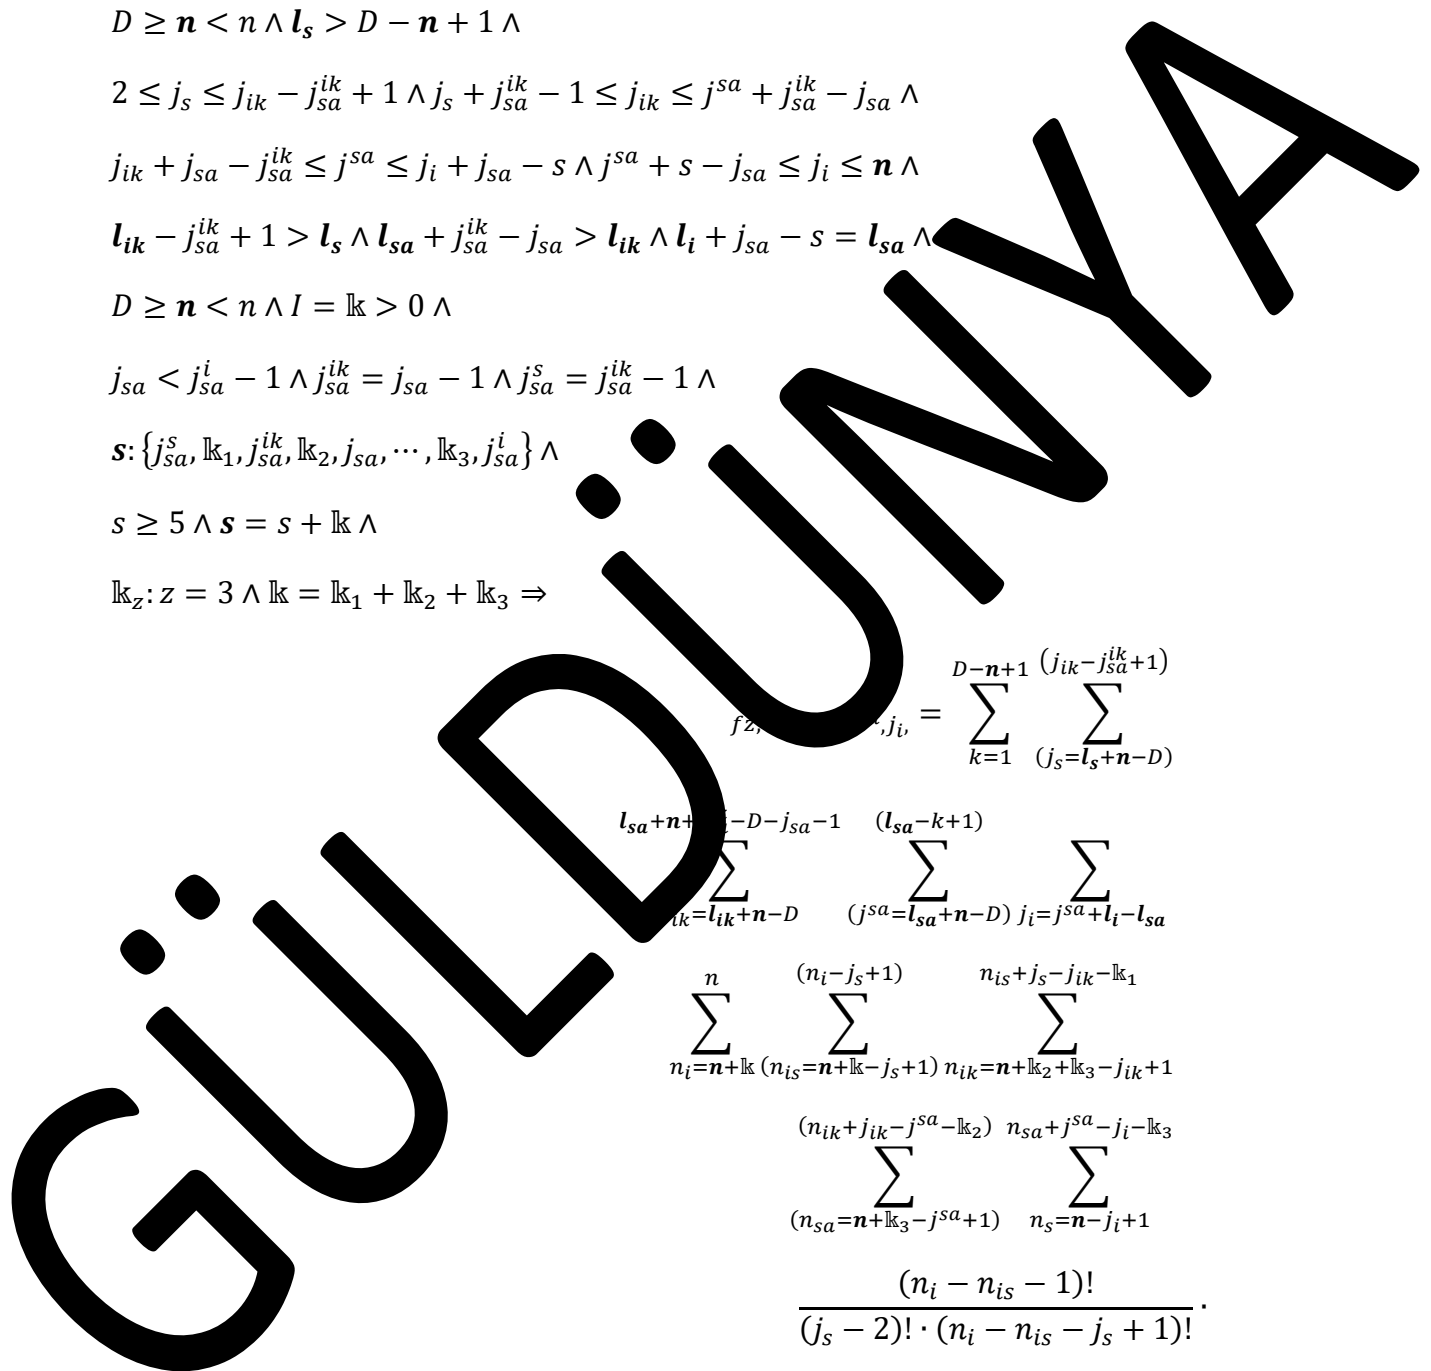 D ≥ n < n ∧ l_s > D − n + 1 ∧
2 ≤ j_s ≤ j_{ik} − j_{sa}^{ik} + 1 ∧ j_s + j_{sa}^{ik} − 1 ≤ j_{ik} ≤ j^{sa} + j_{sa}^{ik} − j_{sa} ∧
j_{ik} + j_{sa} − j_{sa}^{ik} ≤ j^{sa} ≤ j_i + j_{sa} − s ∧ j^{sa} + s − j_{sa} ≤ j_i ≤ n ∧
l_{ik} − j_{sa}^{ik} + 1 > l_s ∧ l_{sa} + j_{sa}^{ik} − j_{sa} > l_{ik} ∧ l_i + j_{sa} − s = l_{sa} ∧
D ≥ n < n ∧ I = 𝕜 > 0 ∧
j_{sa} < j_{sa}^i − 1 ∧ j_{sa}^{ik} = j_{sa} − 1 ∧ j_{sa}^s = j_{sa}^{ik} − 1 ∧
s: {j_{sa}^s, 𝕜_1, j_{sa}^{ik}, 𝕜_2, j_{sa}, ⋯, 𝕜_3, j_{sa}^i} ∧
s ≥ 5 ∧ s = s + 𝕜 ∧
𝕜_z: z = 3 ∧ 𝕜 = 𝕜_1 + 𝕜_2 + 𝕜_3 ⇒
fz, ,j_i, = ∑_{k=1}^{D−n+1} ∑_{(j_s=l_s+n−D)}^{(j_{ik}−j_{sa}^{ik}+1)}
∑_{ik=l_{ik}+n−D}^{l_{sa}+n+ −D−j_{sa}−1} ∑_{(j^{sa}=l_{sa}+n−D)}^{(l_{sa}−k+1)} ∑_{j_i=j^{sa}+l_i−l_{sa}}
∑_{n_i=n+𝕜}^{n} ∑_{(n_{is}=n+𝕜−j_s+1)}^{(n_i−j_s+1)} ∑_{n_{ik}=n+𝕜_2+𝕜_3−j_{ik}+1}^{n_{is}+j_s−j_{ik}−𝕜_1}
∑_{(n_{sa}=n+𝕜_3−j^{sa}+1)}^{(n_{ik}+j_{ik}−j^{sa}−𝕜_2)} ∑_{n_s=n−j_i+1}^{n_{sa}+j^{sa}−j_i−𝕜_3}
(n_i − n_{is} − 1)! / (j_s − 2)! · (n_i − n_{is} − j_s + 1)! ·
GÜLDÜNYA